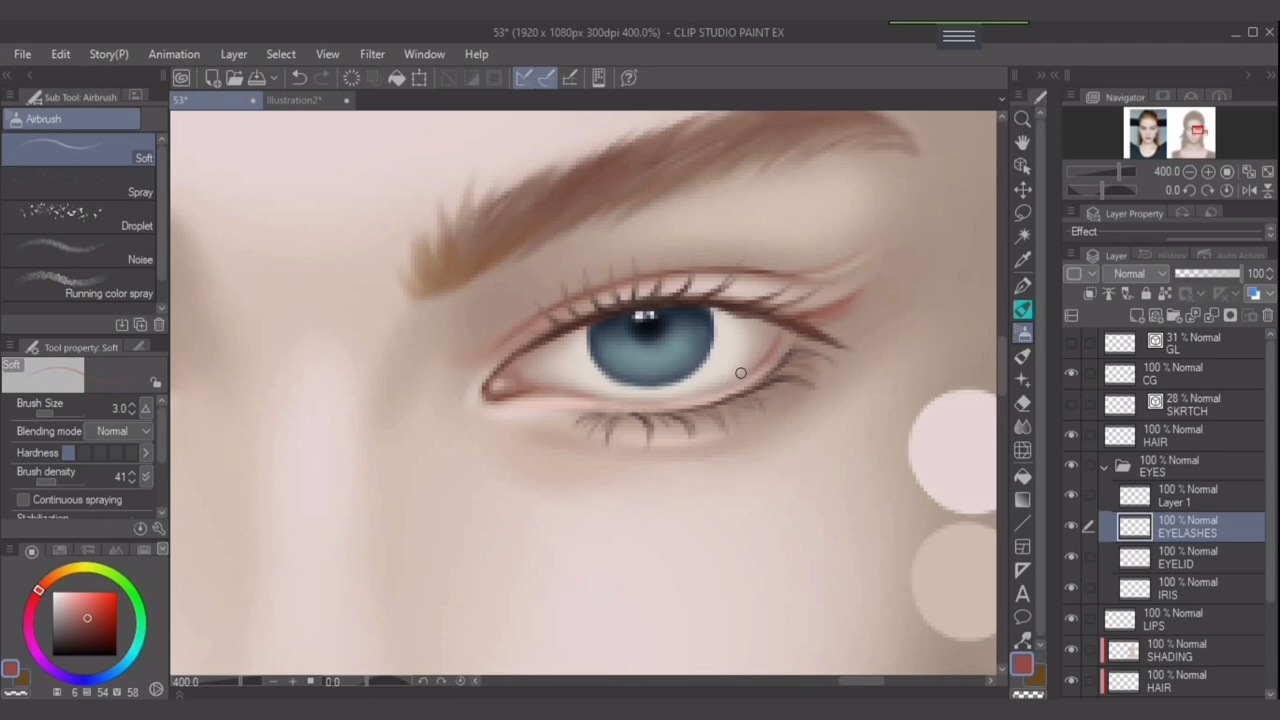 53* (1920 x 1080px 300dpi 400.0%) - CLIP STUDIO PAINT EX
File Edit Story(P) Animation Layer Select View Filter Window Help
Sub Tool: Airbrush
53*
Illustration2*
Navigator
Airbrush
Soft
Spray
Droplet
Noise
Running color spray
Tool property: Soft
Soft
Brush Size 3.0
Blending mode Normal
Hardness
Brush density 41
Continuous spraying
Stabilization
6 54 58
400.0 0.0
400.0
0.0
Layer Property
Effect
Layer History Auto Action
Normal 100
31 % Normal
GL
100 % Normal
CG
28 % Normal
SKRTCH
100 % Normal
HAIR
100 % Normal
EYES
100 % Normal
Layer 1
100 % Normal
EYELASHES
100 % Normal
EYELID
100 % Normal
IRIS
100 % Normal
LIPS
100 % Normal
SHADING
100 % Normal
HAIR